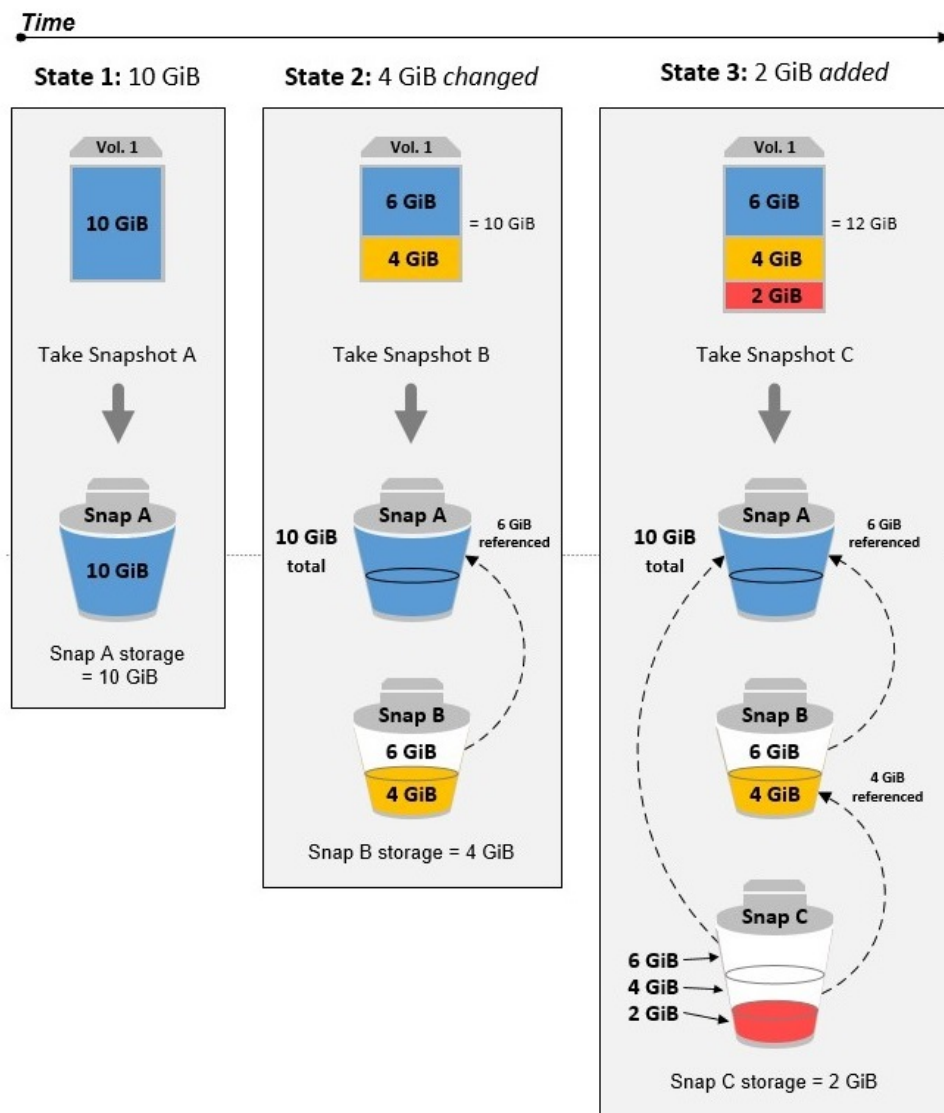 Time
State 1: 10 GiB
Vol. 1
10 GiB
Take Snapshot A
Snap A
10 GiB
Snap A storage
= 10 GiB
State 2: 4 GiB changed
Vol. 1
6 GiB
= 10 GiB
4 GiB
Take Snapshot B
Snap A
10 GiB
total
6 GiB
referenced
Snap B
6 GiB
4 GiB
Snap B storage = 4 GiB
State 3: 2 GiB added
Vol. 1
6 GiB
= 12 GiB
4 GiB
2 GiB
Take Snapshot C
Snap A
10 GiB
total
6 GiB
referenced
Snap B
6 GiB
4 GiB
4 GiB
referenced
Snap C
6 GiB
4 GiB
2 GiB
Snap C storage = 2 GiB